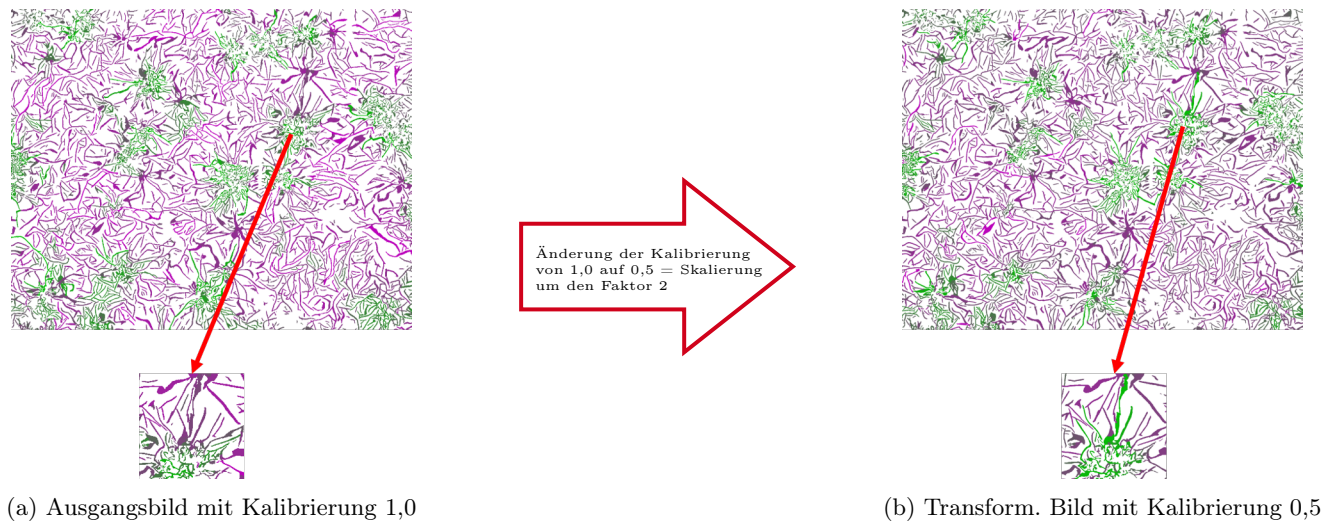 Änderung der Kalibrierung
von 1,0 auf 0,5 = Skalierung
um den Faktor 2
(a) Ausgangsbild mit Kalibrierung 1,0
(b) Transform. Bild mit Kalibrierung 0,5